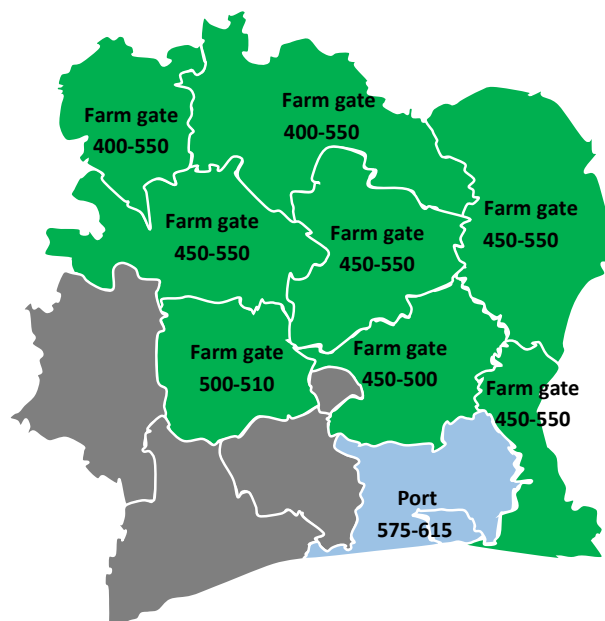 Farm gate
400-550
Farm gate
400-550
Farm gate
450-550
Farm gate
450-550
Farm gate
450-550
Farm gate
500-510
Farm gate
450-500
Farm gate
450-550
Port
575-615